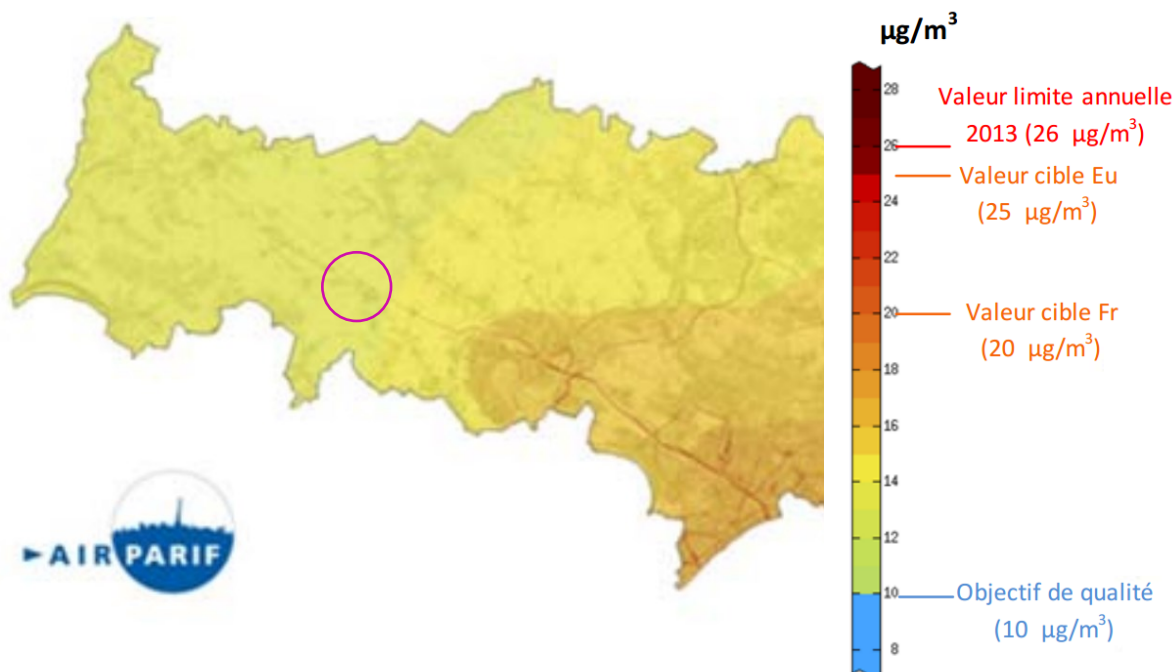 µg/m³
28
Valeur limite annuelle
2013 (26 µg/m³)
26
Valeur cible Eu
(25 µg/m³)
24
22
20
Valeur cible Fr
(20 µg/m³)
18
16
14
12
10
Objectif de qualité
(10 µg/m³)
8
AIRPARIF